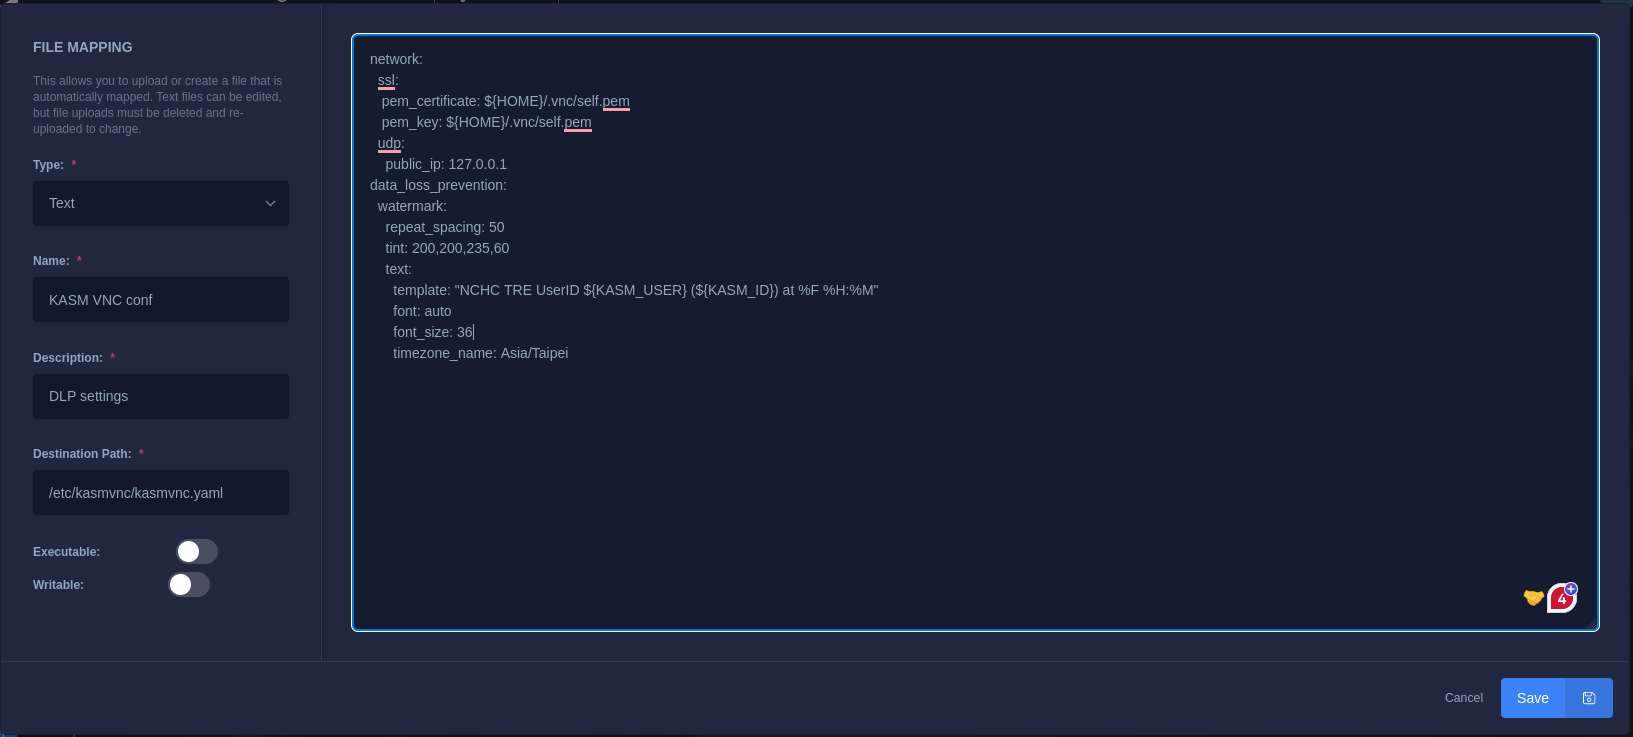 FILE MAPPING
This allows you to upload or create a file that is
automatically mapped. Text files can be edited,
but file uploads must be deleted and re-
uploaded to change.
Type: *
Text
Name: *
KASM VNC conf
Description: *
DLP settings
Destination Path: *
/etc/kasmvnc/kasmvnc.yaml
Executable:
Writable:
network:
  ssl:
   pem_certificate: ${HOME}/.vnc/self.pem
   pem_key: ${HOME}/.vnc/self.pem
  udp:
    public_ip: 127.0.0.1
data_loss_prevention:
  watermark:
    repeat_spacing: 50
    tint: 200,200,235,60
    text:
      template: "NCHC TRE UserID ${KASM_USER} (${KASM_ID}) at %F %H:%M"
      font: auto
      font_size: 36
      timezone_name: Asia/Taipei
4
Cancel
Save